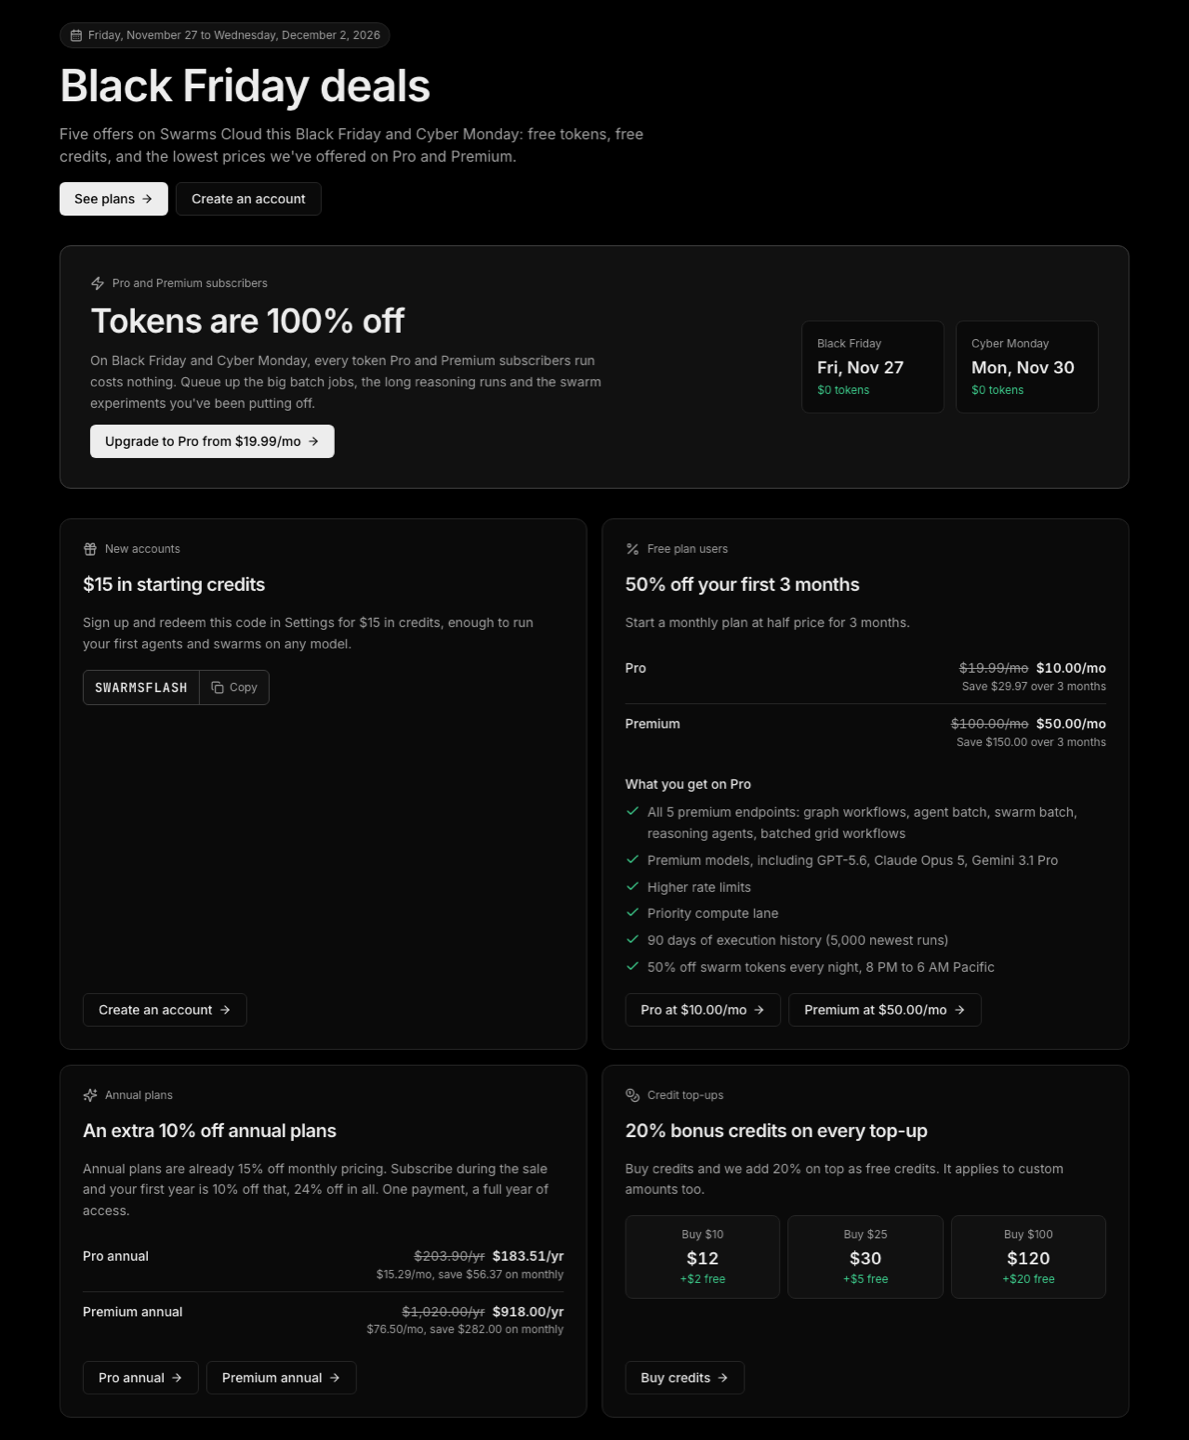 Friday, November 27 to Wednesday, December 2, 2026
Black Friday deals
Five offers on Swarms Cloud this Black Friday and Cyber Monday: free tokens, free
credits, and the lowest prices we've offered on Pro and Premium.
See plans →
Create an account
Pro and Premium subscribers
Tokens are 100% off
On Black Friday and Cyber Monday, every token Pro and Premium subscribers run
costs nothing. Queue up the big batch jobs, the long reasoning runs and the swarm
experiments you've been putting off.
Upgrade to Pro from $19.99/mo →
Black Friday
Fri, Nov 27
$0 tokens
Cyber Monday
Mon, Nov 30
$0 tokens
New accounts
$15 in starting credits
Sign up and redeem this code in Settings for $15 in credits, enough to run
your first agents and swarms on any model.
SWARMSFLASH
Copy
Create an account →
Free plan users
50% off your first 3 months
Start a monthly plan at half price for 3 months.
Pro $19.99/mo $10.00/mo
Save $29.97 over 3 months
Premium $100.00/mo $50.00/mo
Save $150.00 over 3 months
What you get on Pro
All 5 premium endpoints: graph workflows, agent batch, swarm batch,
reasoning agents, batched grid workflows
Premium models, including GPT-5.6, Claude Opus 5, Gemini 3.1 Pro
Higher rate limits
Priority compute lane
90 days of execution history (5,000 newest runs)
50% off swarm tokens every night, 8 PM to 6 AM Pacific
Pro at $10.00/mo →
Premium at $50.00/mo →
Annual plans
An extra 10% off annual plans
Annual plans are already 15% off monthly pricing. Subscribe during the sale
and your first year is 10% off that, 24% off in all. One payment, a full year of
access.
Pro annual $203.90/yr $183.51/yr
$15.29/mo, save $56.37 on monthly
Premium annual $1,020.00/yr $918.00/yr
$76.50/mo, save $282.00 on monthly
Pro annual →
Premium annual →
Credit top-ups
20% bonus credits on every top-up
Buy credits and we add 20% on top as free credits. It applies to custom
amounts too.
Buy $10
$12
+$2 free
Buy $25
$30
+$5 free
Buy $100
$120
+$20 free
Buy credits →